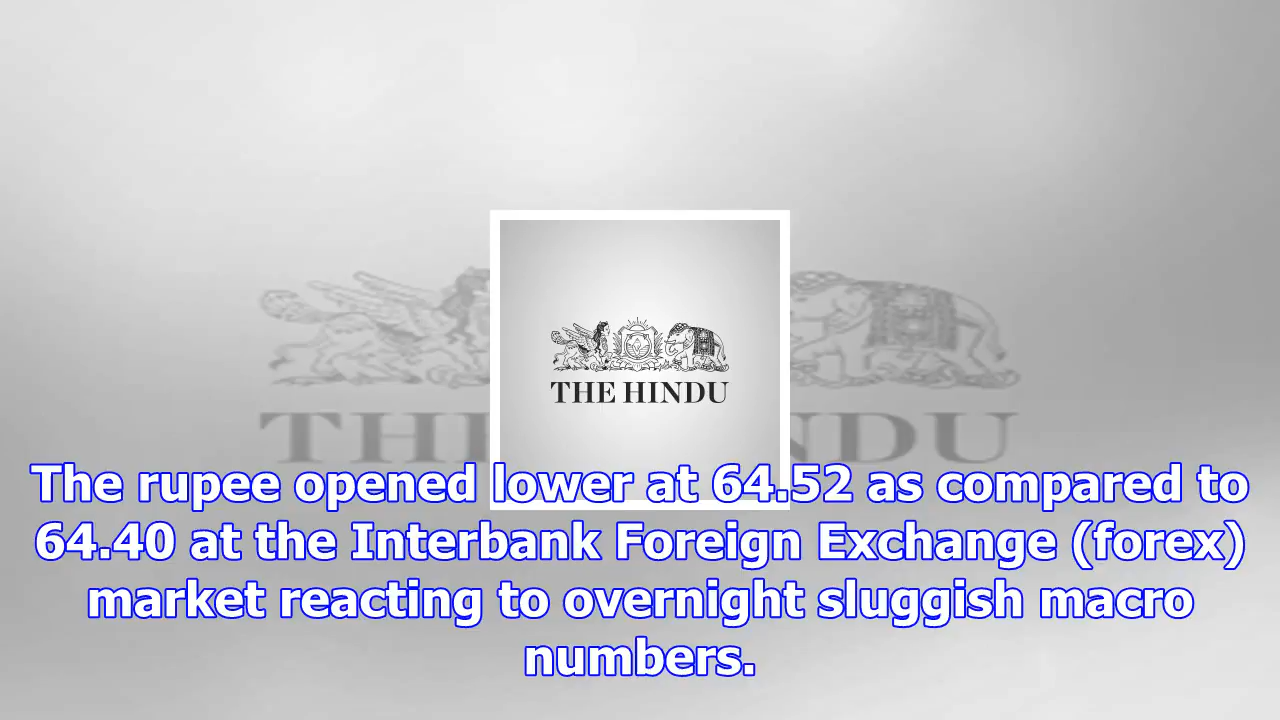 THE HINDU
The rupee opened lower at 64.52 as compared to
64.40 at the Interbank Foreign Exchange (forex)
market reacting to overnight sluggish macro
numbers.